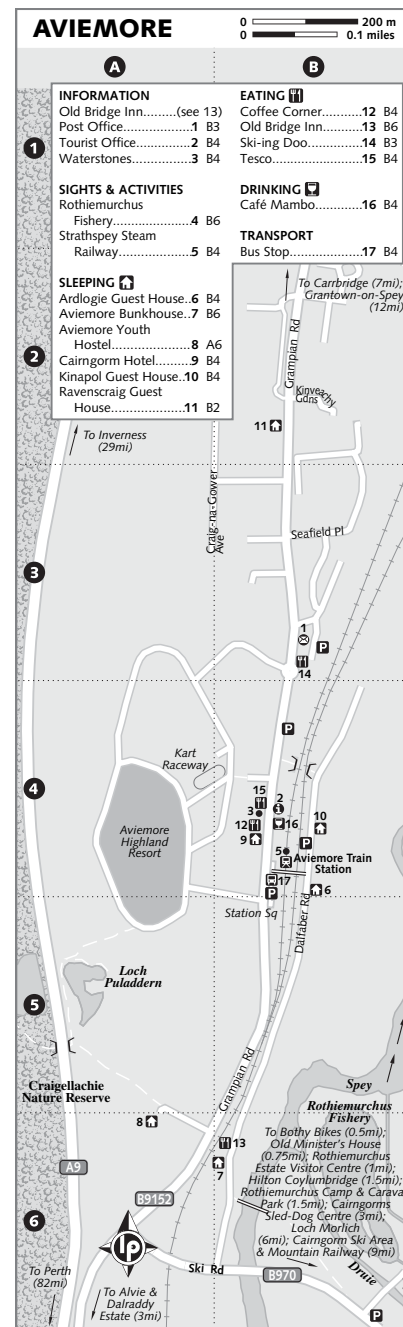 AVIEMORE
0 200 m
0 0.1 miles
A
B
INFORMATION
Old Bridge Inn.........(see 13)
Post Office....................1 B3
Tourist Office................2 B4
Waterstones.................3 B4
SIGHTS & ACTIVITIES
Rothiemurchus
Fishery.....................4 B6
Strathspey Steam
Railway....................5 B4
SLEEPING
Ardlogie Guest House..6 B4
Aviemore Bunkhouse..7 B6
Aviemore Youth
Hostel......................8 A6
Cairngorm Hotel..........9 B4
Kinapol Guest House..10 B4
Ravenscraig Guest
House.....................11 B2
EATING
Coffee Corner...........12 B4
Old Bridge Inn..........13 B6
Ski-ing Doo..............14 B3
Tesco.......................15 B4
DRINKING
Café Mambo.............16 B4
TRANSPORT
Bus Stop...................17 B4
1
2
3
4
5
6
To Carrbridge (7mi);
Grantown-on-Spey
(12mi)
Grampian Rd
Kinveachy
Gdns
11
To Inverness
(29mi)
Craig-na-Gower
Ave
Seafield Pl
1
P
14
P
Kart
Raceway
15
2
3
10
12
16
9
P
5
Aviemore Train
Station
Aviemore
Highland
Resort
17
6
P
Station Sq
Dalfaber Rd
Loch
Puladdern
Grampian Rd
Craigellachie
Nature Reserve
Spey
Rothiemurchus
Fishery
8
To Bothy Bikes (0.5mi);
Old Minister's House
(0.75mi); Rothiemurchus
Estate Visitor Centre (1mi);
Hilton Coylumbridge (1.5mi);
Rothiemurchus Camp & Carava
Park (1.5mi); Cairngorms
Sled-Dog Centre (3mi);
Loch Morlich
(6mi); Cairngorm Ski Area
& Mountain Railway (9mi)
13
7
A9
B9152
lp
Ski Rd
B970
Druie
To Perth
(82mi)
To Alvie &
Dalraddy
Estate (3mi)
P